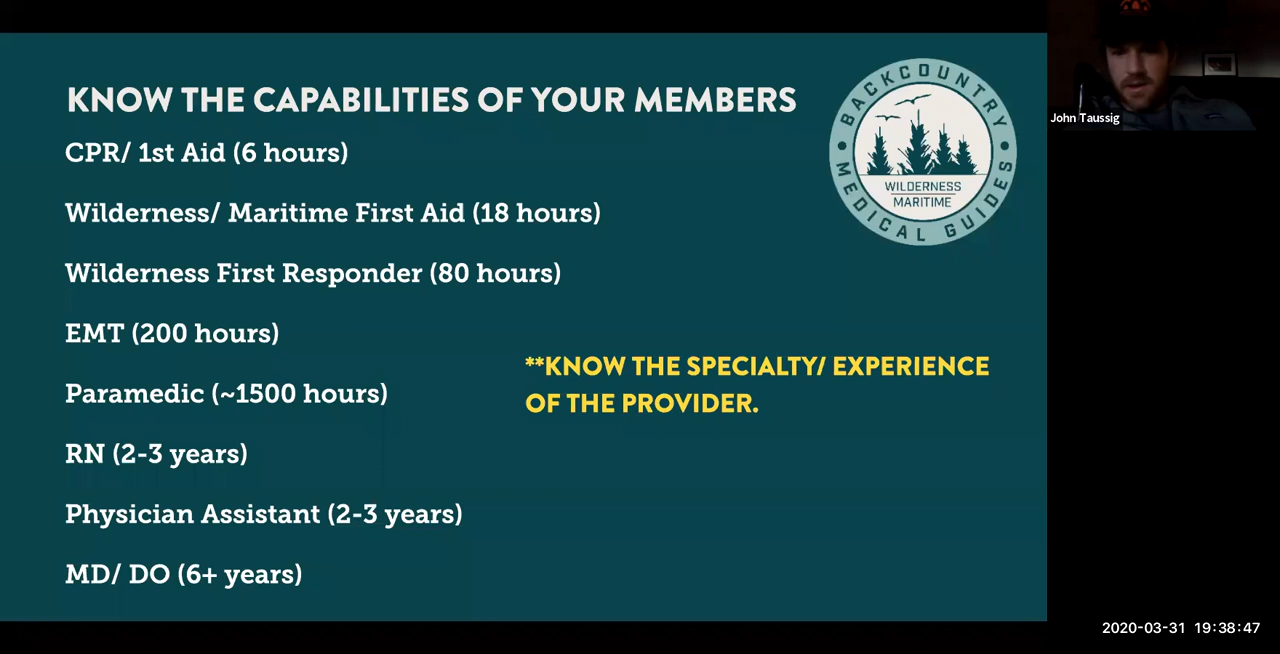 KNOW THE CAPABILITIES OF YOUR MEMBERS
CPR/ 1st Aid (6 hours)
Wilderness/ Maritime First Aid (18 hours)
Wilderness First Responder (80 hours)
EMT (200 hours)
Paramedic (~1500 hours)
RN (2-3 years)
Physician Assistant (2-3 years)
MD/ DO (6+ years)
**KNOW THE SPECIALTY/ EXPERIENCE
OF THE PROVIDER.
BACKCOUNTRY
WILDERNESS
MARITIME
MEDICAL GUIDES
John Taussig
2020-03-31 19:38:47